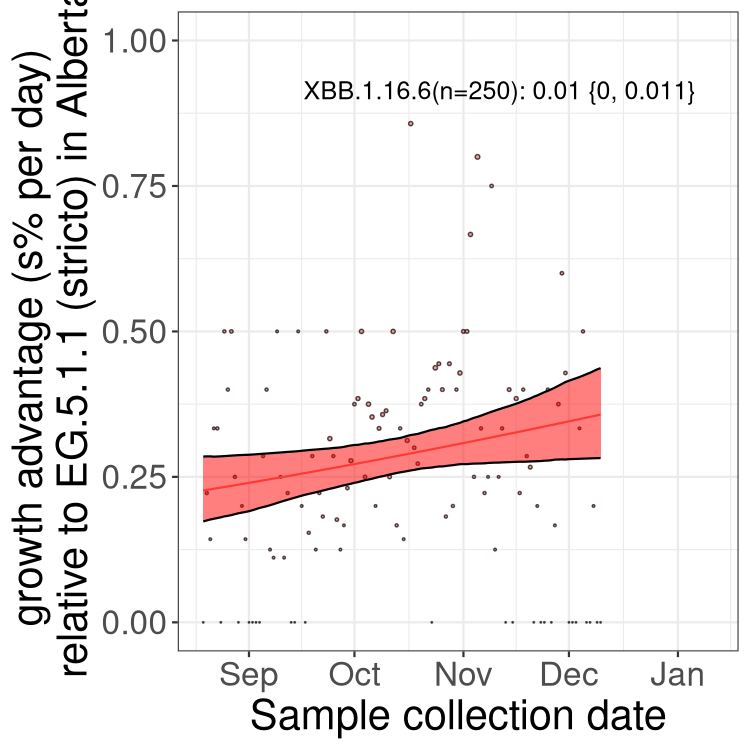 growth advantage (s% per day)
relative to EG.5.1.1 (stricto) in Alberta
1.00
0.75
0.50
0.25
0.00
XBB.1.16.6(n=250): 0.01 {0, 0.011}
Sep Oct Nov Dec Jan
Sample collection date